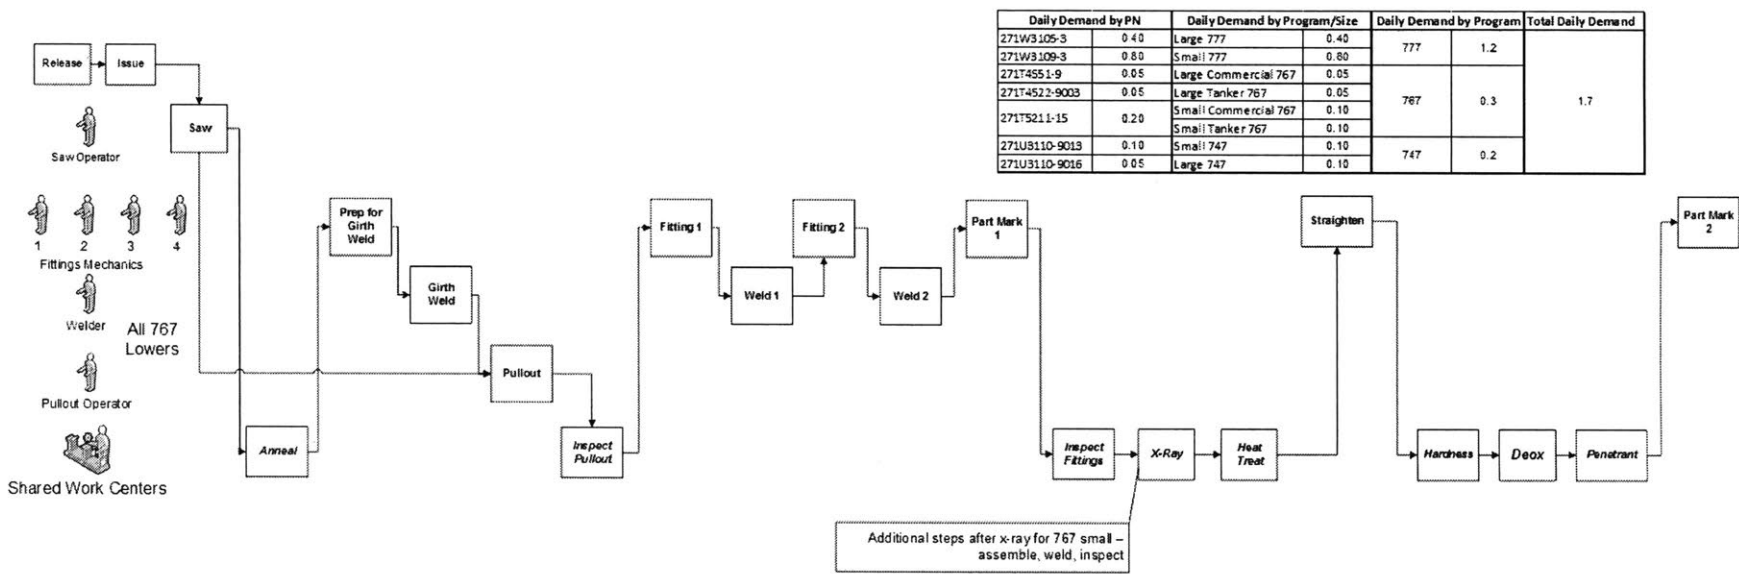 Daily Demand by PN Daily Demand by Program/Size Daily Demand by Program Total Daily Demand
271W3105-3 0.40 Large 777 0.40 777 1.2 1.7
271W3109-3 0.80 Small 777 0.80
271T4551-9 0.05 Large Commercial 767 0.05 767 0.3
271T4522-9003 0.05 Large Tanker 767 0.05
271T5211-15 0.20 Small Commercial 767 0.10
Small Tanker 767 0.10
271U3110-9013 0.10 Small 747 0.10 747 0.2
271U3110-9016 0.05 Large 747 0.10
Release
Issue
Saw
Saw Operator
1 2 3 4
Fittings Mechanics
Welder
All 767
Lowers
Pullout Operator
Shared Work Centers
Anneal
Prep for
Girth
Weld
Girth
Weld
Pullout
Inspect
Pullout
Fitting 1
Weld 1
Fitting 2
Weld 2
Part Mark
1
Inspect
Fittings
X-Ray
Heat
Treat
Straighten
Hardness
Deox
Penetrant
Part Mark
2
Additional steps after x-ray for 767 small –
assemble, weld, inspect